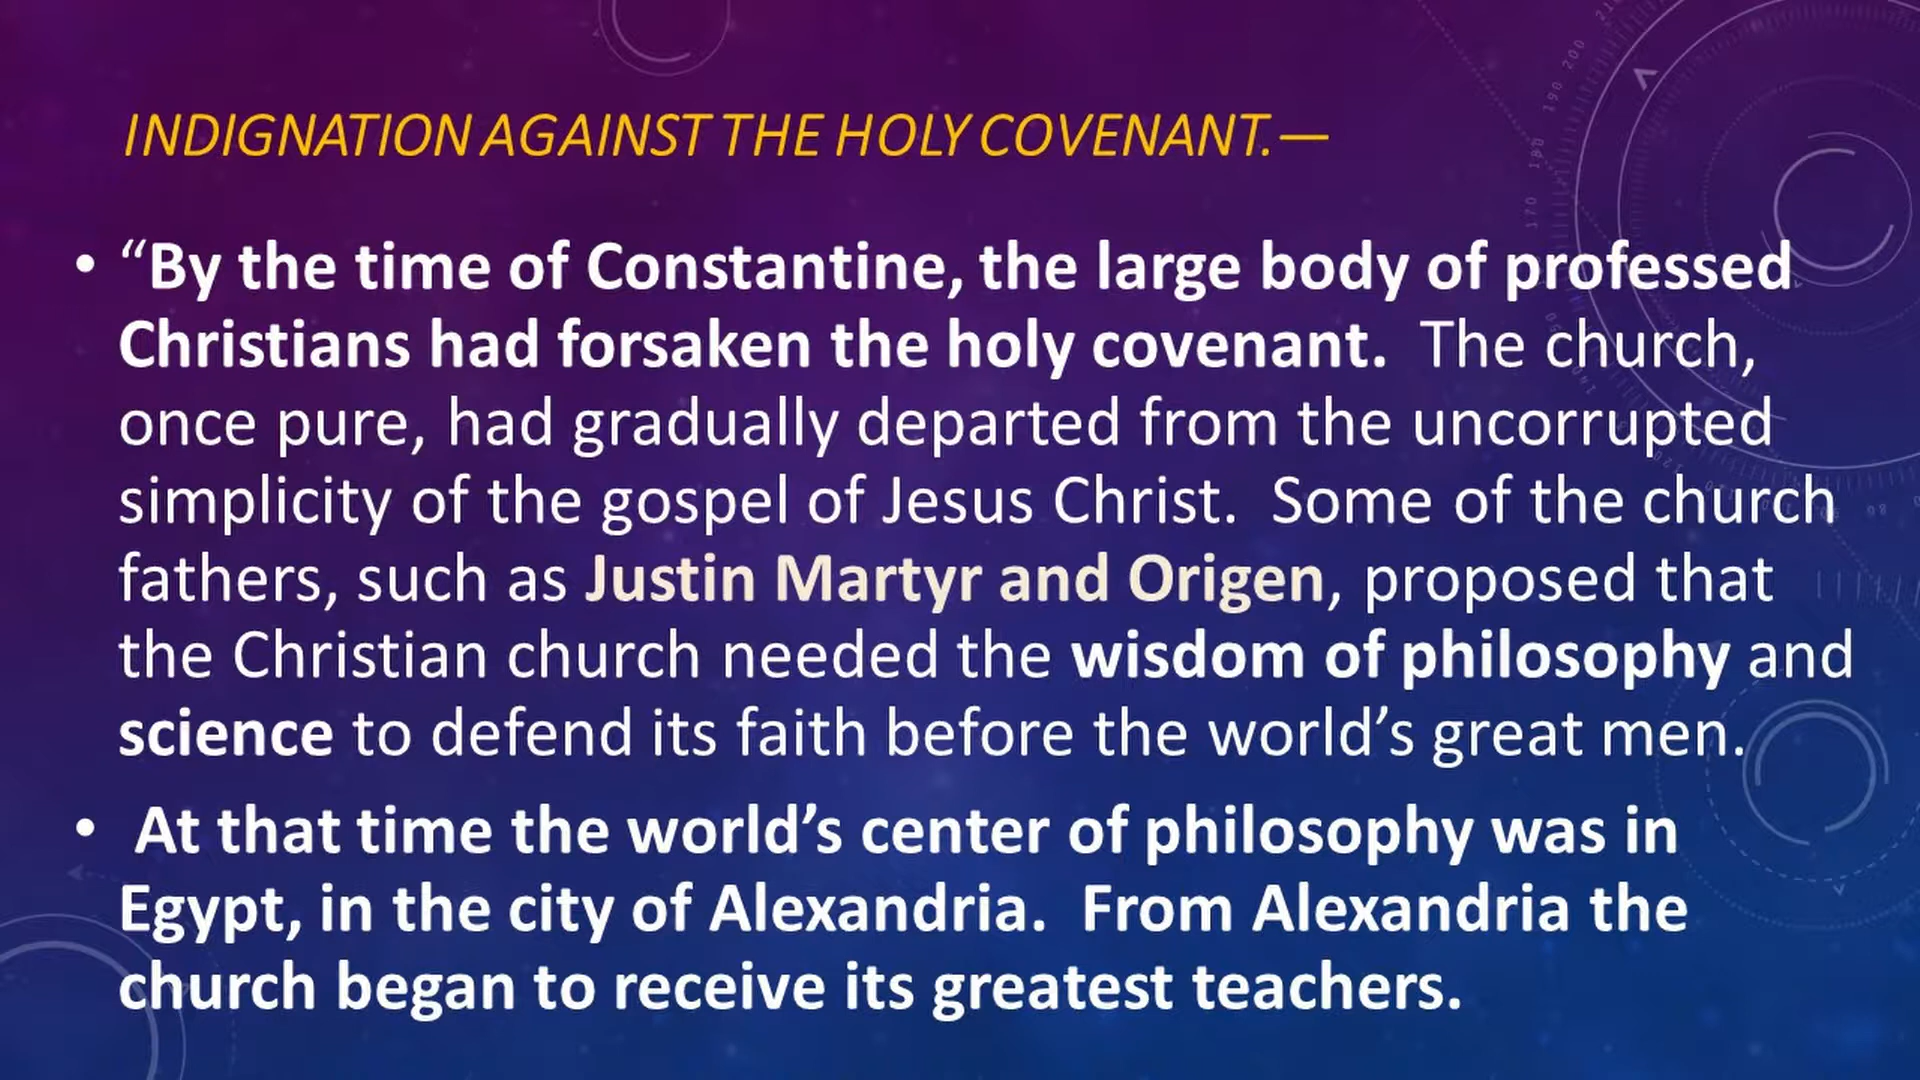 INDIGNATION AGAINST THE HOLY COVENANT.—
• “By the time of Constantine, the large body of professed
Christians had forsaken the holy covenant.  The church,
once pure, had gradually departed from the uncorrupted
simplicity of the gospel of Jesus Christ.  Some of the church
fathers, such as Justin Martyr and Origen, proposed that
the Christian church needed the wisdom of philosophy and
science to defend its faith before the world’s great men.
•  At that time the world’s center of philosophy was in
Egypt, in the city of Alexandria.  From Alexandria the
church began to receive its greatest teachers.